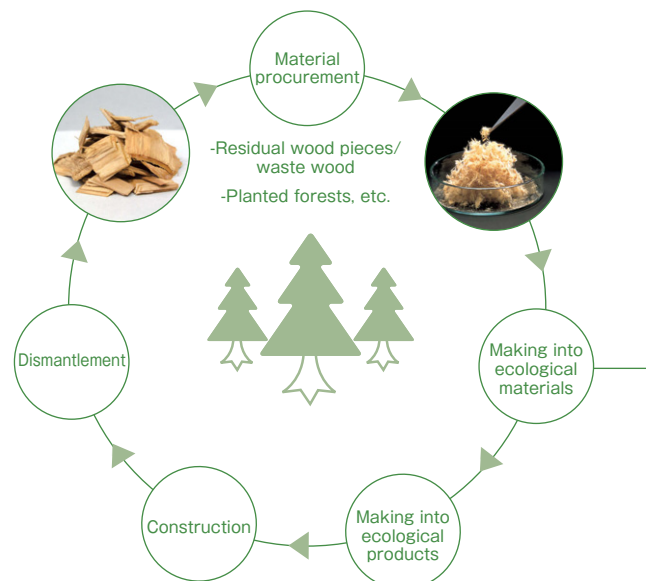 Material
procurement
-Residual wood pieces/
waste wood
-Planted forests, etc.
Dismantlement
Making into
ecological
materials
Construction
Making into
ecological
products